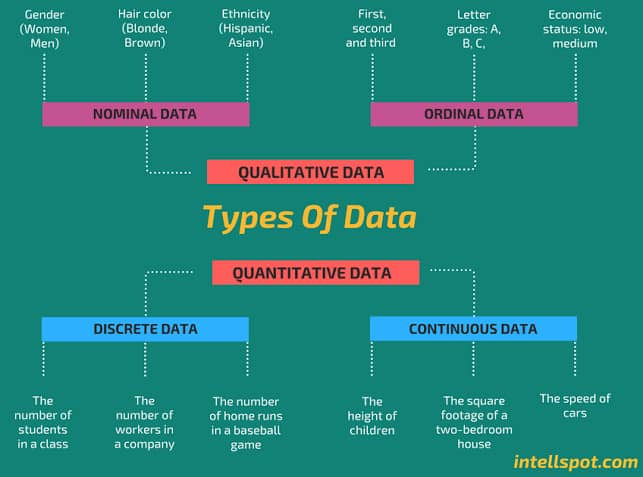 Gender
(Women,
Men)
Hair color
(Blonde,
Brown)
Ethnicity
(Hispanic,
Asian)
First,
second
and third
Letter
grades: A,
B, C,
Economic
status: low,
medium
NOMINAL DATA
ORDINAL DATA
QUALITATIVE DATA
Types Of Data
QUANTITATIVE DATA
DISCRETE DATA
CONTINUOUS DATA
The
number of
students
in a class
The
number of
workers in
a company
The number
of home runs
in a baseball
game
The
height of
children
The square
footage of a
two-bedroom
house
The speed of
cars
intellspot.com